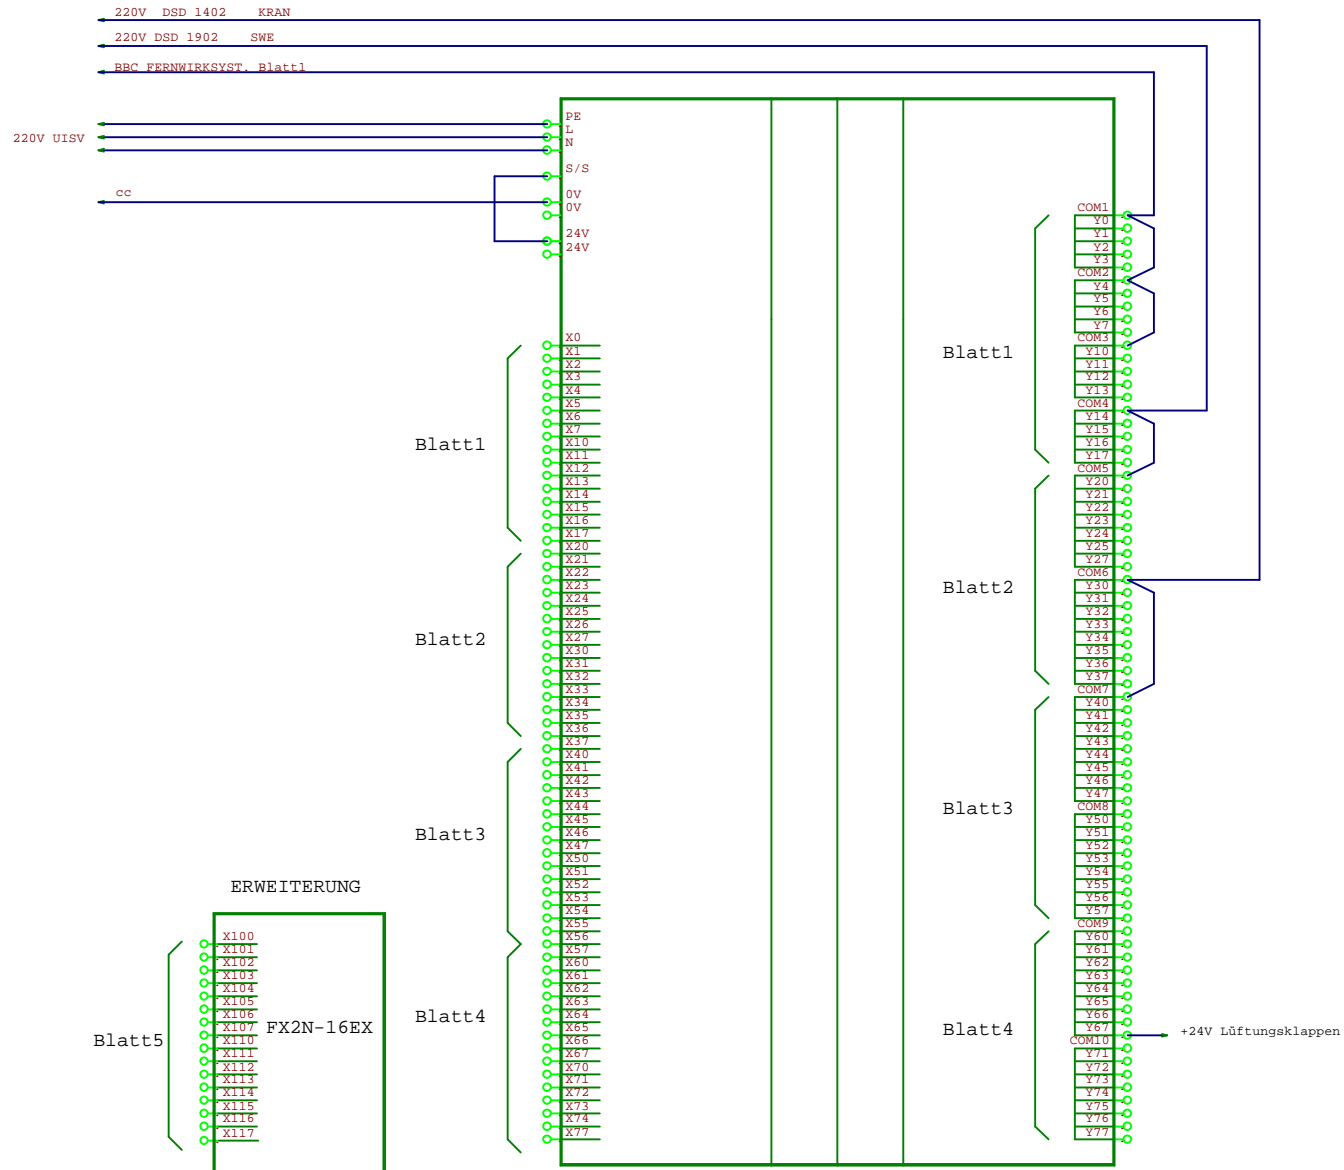 220V DSD 1402 KRAN
220V DSD 1902 SWE
BBC FERNWIRKSYST. Blatt1
220V UISV
cc
PE
L
N
S/S
0V
0V
24V
24V
X0
X1
X2
X3
X4
X5
X6
X7
X10
X11
X12
X13
X14
X15
X16
X17
X20
X21
X22
X23
X24
X25
X26
X27
X30
X31
X32
X33
X34
X35
X36
X37
X40
X41
X42
X43
X44
X45
X46
X47
X50
X51
X52
X53
X54
X55
X56
X57
X60
X61
X62
X63
X64
X65
X66
X67
X70
X71
X72
X73
X74
X77
Blatt1
Blatt2
Blatt3
Blatt4
COM1
Y0
Y1
Y2
Y3
COM2
Y4
Y5
Y6
Y7
COM3
Y10
Y11
Y12
Y13
COM4
Y14
Y15
Y16
Y17
COM5
Y20
Y21
Y22
Y23
Y24
Y25
Y27
COM6
Y30
Y31
Y32
Y33
Y34
Y35
Y36
Y37
COM7
Y40
Y41
Y42
Y43
Y44
Y45
Y46
Y47
COM8
Y50
Y51
Y52
Y53
Y54
Y55
Y56
Y57
COM9
Y60
Y61
Y62
Y63
Y64
Y65
Y66
Y67
COM10
Y71
Y72
Y73
Y74
Y75
Y76
Y77
Blatt1
Blatt2
Blatt3
Blatt4
+24V Lüftungsklappen
ERWEITERUNG
X100
X101
X102
X103
X104
X105
X106
X107
X110
X111
X112
X113
X114
X115
X116
X117
FX2N-16EX
Blatt5